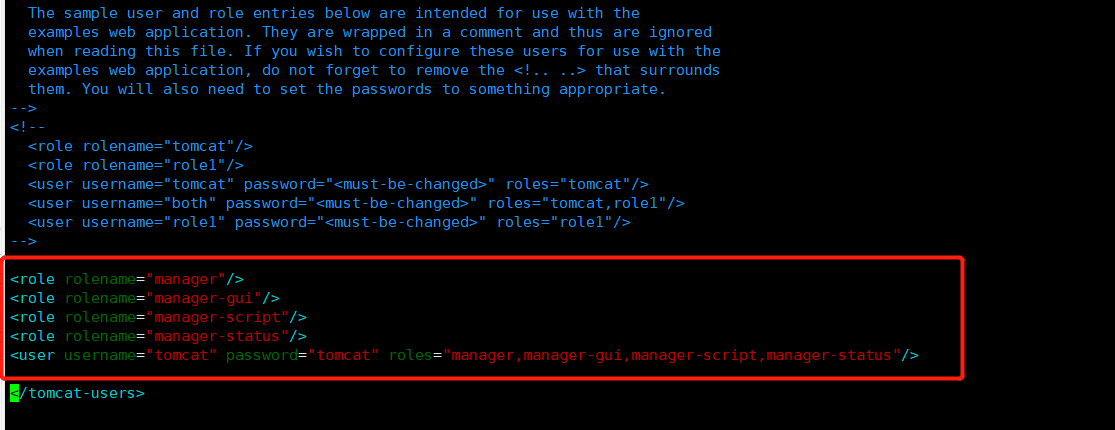 The sample user and role entries below are intended for use with the
examples web application. They are wrapped in a comment and thus are ignored
when reading this file. If you wish to configure these users for use with the
examples web application, do not forget to remove the <!.. ..> that surrounds
them. You will also need to set the passwords to something appropriate.
-->
<!--
<role rolename="tomcat"/>
<role rolename="role1"/>
<user username="tomcat" password="<must-be-changed>" roles="tomcat"/>
<user username="both" password="<must-be-changed>" roles="tomcat,role1"/>
<user username="role1" password="<must-be-changed>" roles="role1"/>
-->
<role rolename="manager"/>
<role rolename="manager-gui"/>
<role rolename="manager-script"/>
<role rolename="manager-status"/>
<user username="tomcat" password="tomcat" roles="manager,manager-gui,manager-script,manager-status"/>
</tomcat-users>